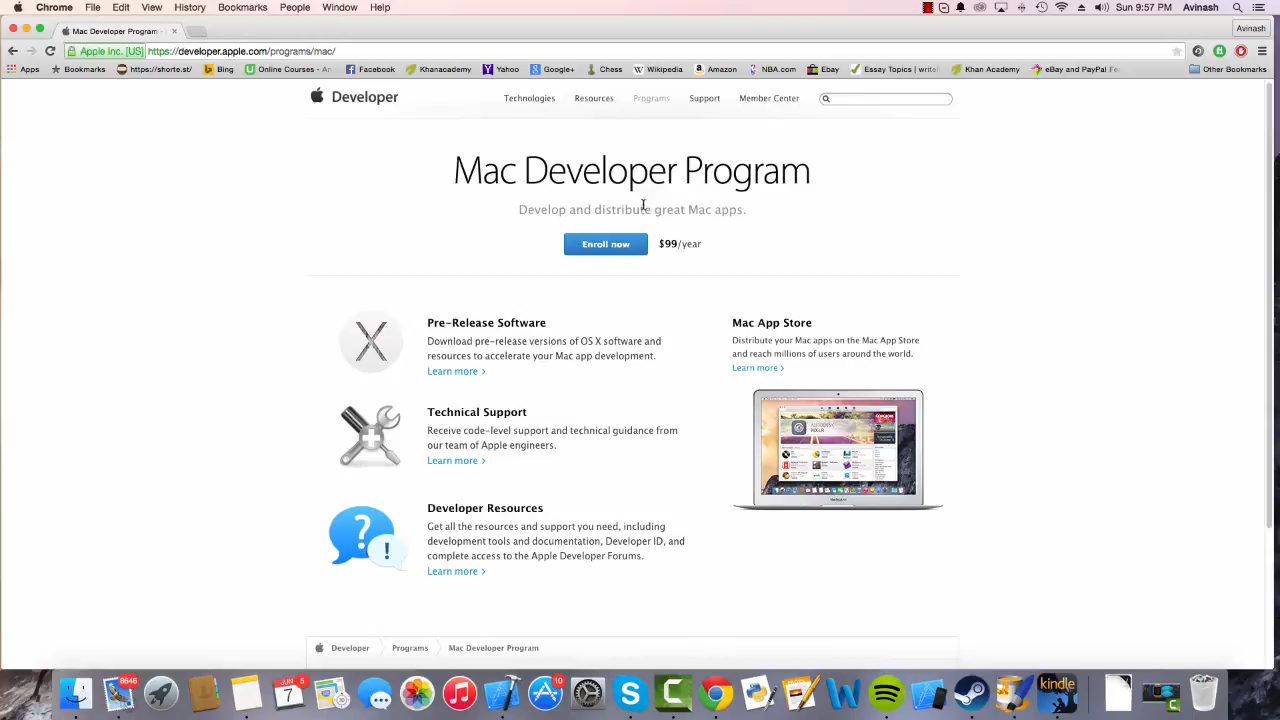 Chrome File Edit View History Bookmarks People Window Help Sun 9:57 PM Avinash
Mac Developer Program - Avinash
Apple Inc. [US] https://developer.apple.com/programs/mac/
Apps Bookmarks https://shorte.st/ Bing Online Courses - An Facebook Khanacademy Yahoo Google+ Chess Wikipedia Amazon NBA.com Ebay Essay Topics | write Khan Academy eBay and PayPal Fe Other Bookmarks
Developer Technologies Resources Programs Support Member Center
Mac Developer Program
Develop and distribute great Mac apps.
Enroll now $99/year
Pre-Release Software
Download pre-release versions of OS X software and
resources to accelerate your Mac app development.
Learn more >
Technical Support
Receive code-level support and technical guidance from
our team of Apple engineers.
Learn more >
Developer Resources
Get all the resources and support you need, including
development tools and documentation, Developer ID, and
complete access to the Apple Developer Forums.
Learn more >
Mac App Store
Distribute your Mac apps on the Mac App Store
and reach millions of users around the world.
Learn more >
Developer Programs Mac Developer Program
8646 JUN 5 7 10 kindle